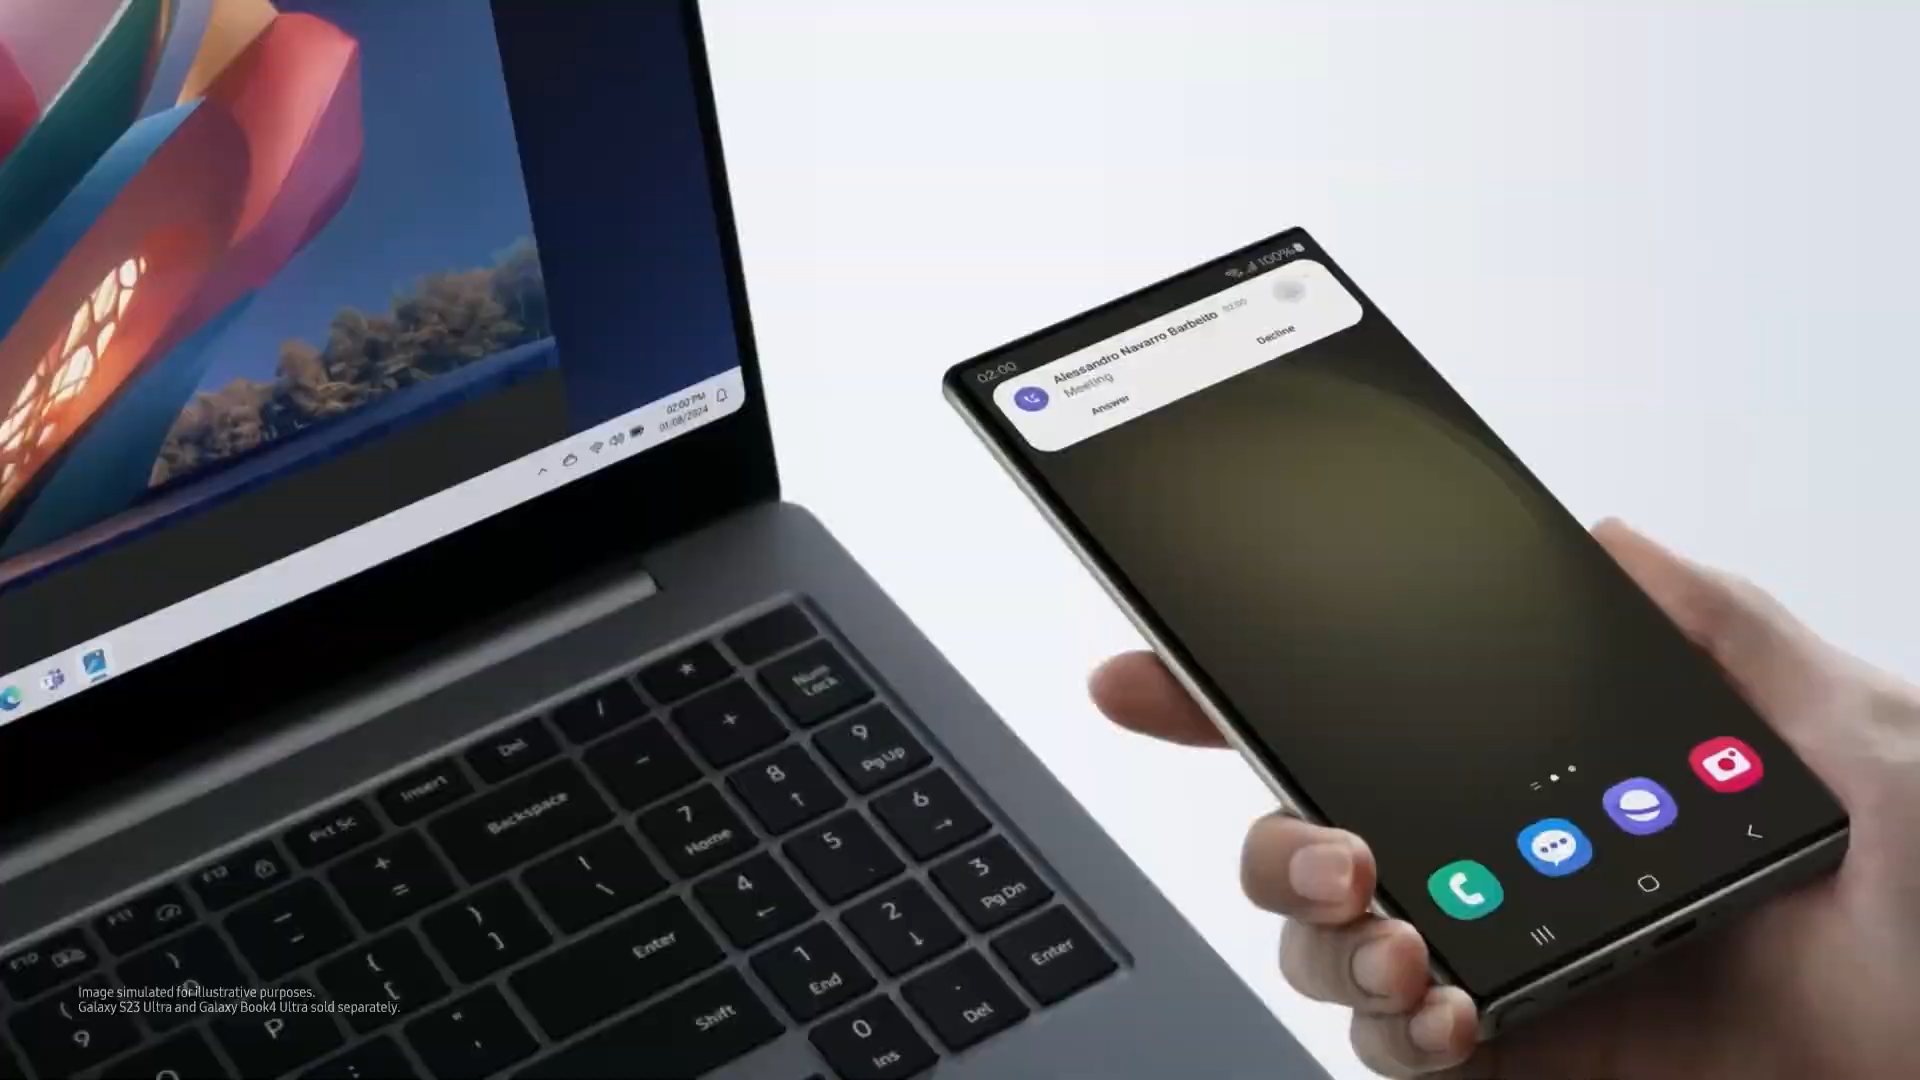 02:00 PM
01/08/2024
100%
02:00
Alessandro Navarro Barbeito 02:00
Meeting
Answer
Decline
*
Num
Lock
/
+
9
Pg Up
Del
-
8
↑
6
→
Insert
Backspace
7
Home
5
3
Pg Dn
Prt Sc
+
=
|
\
4
←
2
↓
Enter
F12
_
-
}
]
Enter
1
End
.
Del
F11
)
0
{
[
Shift
0
Ins
F10
(
9
P
"
'
O
:
;
Image simulated for illustrative purposes.
Galaxy S23 Ultra and Galaxy Book4 Ultra sold separately.